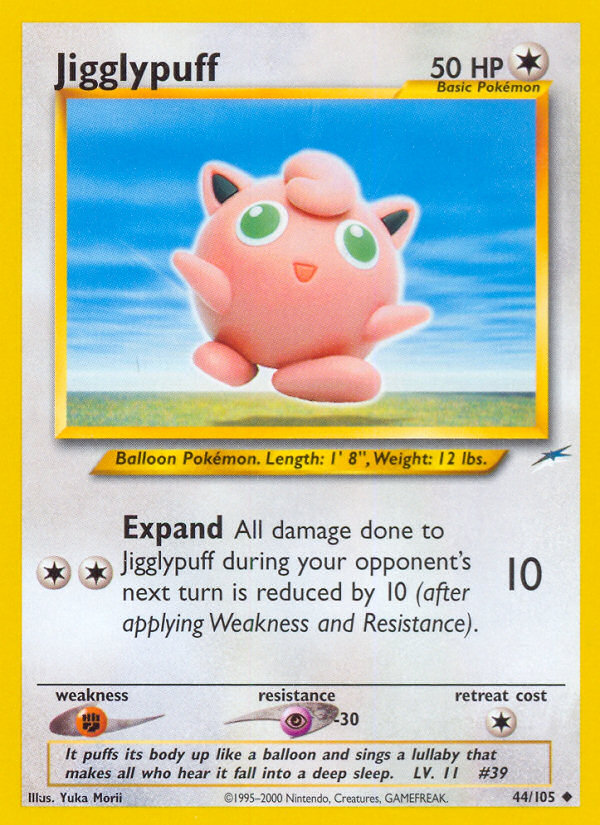 Jigglypuff
50 HP
Basic Pokémon
Balloon Pokémon. Length: 1' 8", Weight: 12 lbs.
Expand All damage done to
Jigglypuff during your opponent's
next turn is reduced by 10 (after
applying Weakness and Resistance).
10
weakness
resistance
retreat cost
-30
It puffs its body up like a balloon and sings a lullaby that
makes all who hear it fall into a deep sleep. LV. 11 #39
Illus. Yuka Morii
©1995-2000 Nintendo, Creatures, GAMEFREAK.
44/105